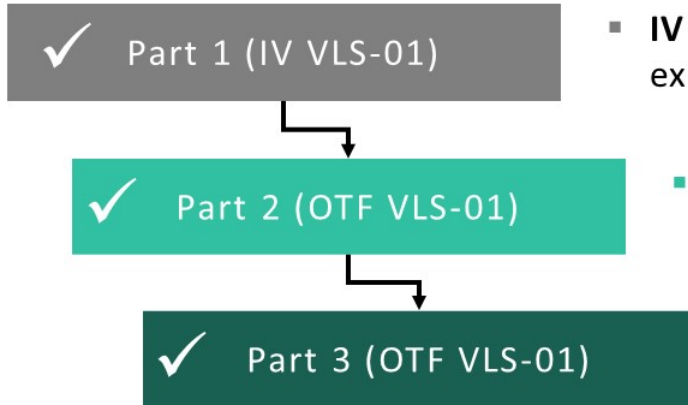 Part 1 (IV VLS-01)
IV
ex
Part 2 (OTF VLS-01)
Part 3 (OTF VLS-01)